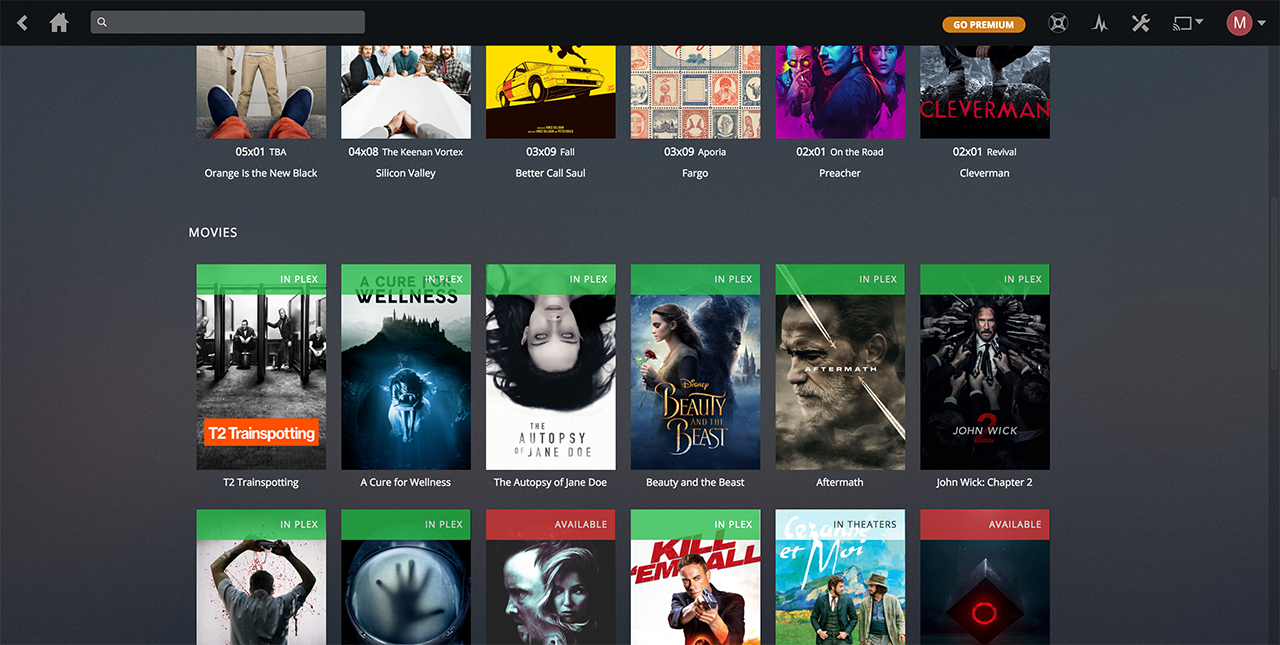 GO PREMIUM
M
CLEVERMAN
05x01 TBA
Orange Is the New Black
04x08 The Keenan Vortex
Silicon Valley
03x09 Fall
Better Call Saul
03x09 Aporia
Fargo
02x01 On the Road
Preacher
02x01 Revival
Cleverman
MOVIES
IN PLEX
T2 Trainspotting
T2 Trainspotting
IN PLEX
A CURE FOR
WELLNESS
A Cure for Wellness
IN PLEX
THE
AUTOPSY
OF JANE DOE
The Autopsy of Jane Doe
IN PLEX
Disney
BEAUTY
AND THE
BEAST
Beauty and the Beast
IN PLEX
AFTERMATH
Aftermath
IN PLEX
2
JOHN WICK
John Wick: Chapter 2
IN PLEX
IN PLEX
AVAILABLE
IN PLEX
KILL
'EM ALL
IN THEATERS
Cezanne
et Moi
AVAILABLE